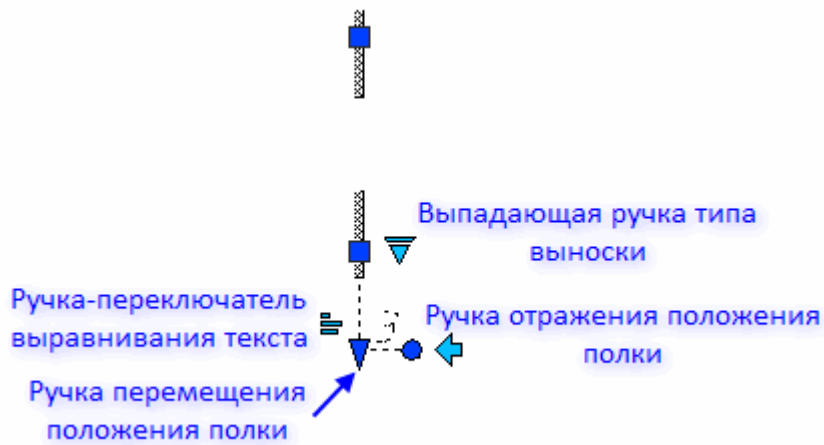 Выпадающая ручка типа
выноски
Ручка-переключатель
выравнивания текста
Ручка отражения положения
полки
Ручка перемещения
положения полки